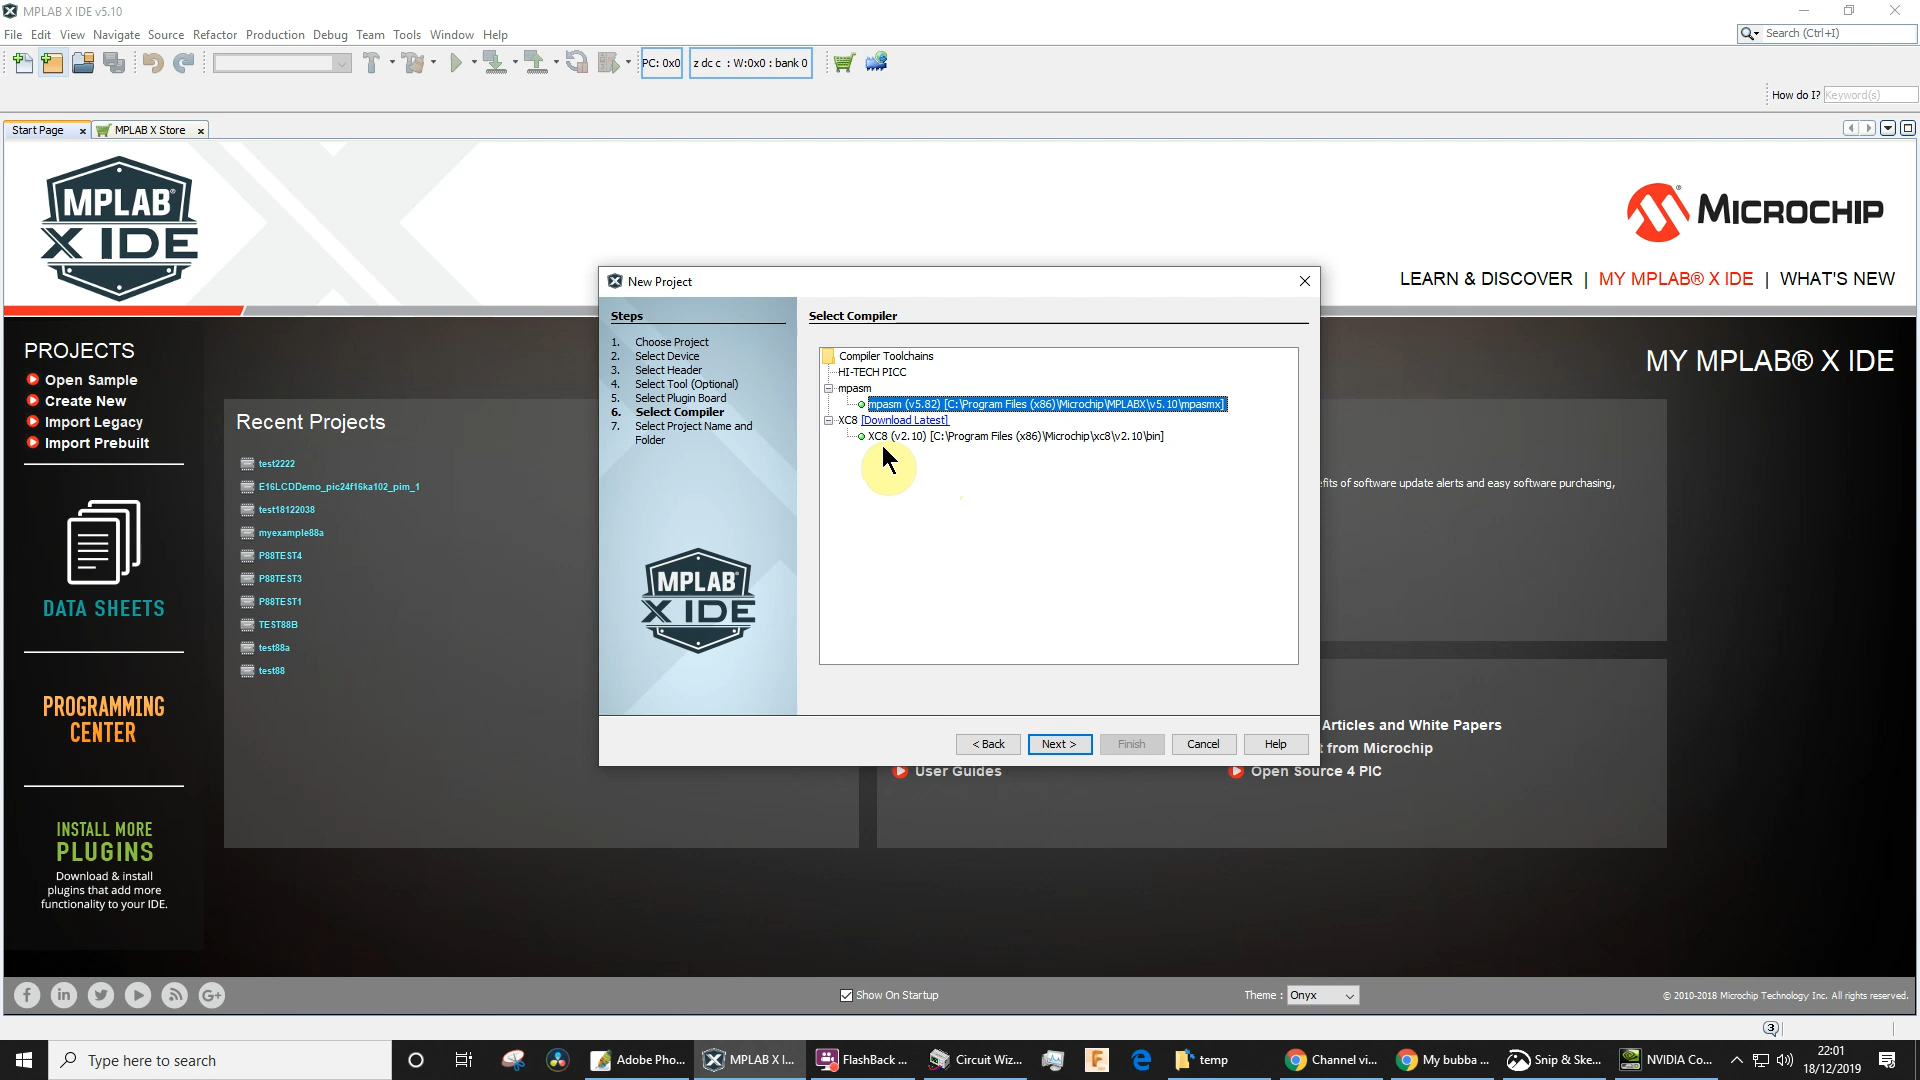 MPLAB X IDE v5.10
File Edit View Navigate Source Refactor Production Debug Team Tools Window Help
Search (Ctrl+I)
PC: 0x0
z dc c : W:0x0 : bank 0
How do I? Keyword(s)
Start Page
MPLAB X Store
MPLAB®
X IDE
MICROCHIP
LEARN & DISCOVER | MY MPLAB® X IDE | WHAT'S NEW
PROJECTS
Open Sample
Create New
Import Legacy
Import Prebuilt
DATA SHEETS
PROGRAMMING
CENTER
INSTALL MORE
PLUGINS
Download & install
plugins that add more
functionality to your IDE.
Recent Projects
test2222
E16LCDDemo_pic24f16ka102_pim_1
test18122038
myexample88a
P88TEST4
P88TEST3
P88TEST1
TEST88B
test88a
test88
New Project
Steps
1. Choose Project
2. Select Device
3. Select Header
4. Select Tool (Optional)
5. Select Plugin Board
6. Select Compiler
7. Select Project Name and
Folder
MPLAB®
X IDE
Select Compiler
Compiler Toolchains
HI-TECH PICC
mpasm
mpasm (v5.82) [C:\Program Files (x86)\Microchip\MPLABX\v5.10\mpasmx]
XC8 [Download Latest]
XC8 (v2.10) [C:\Program Files (x86)\Microchip\xc8\v2.10\bin]
< Back
Next >
Finish
Cancel
Help
MY MPLAB® X IDE
fits of software update alerts and easy software purchasing,
Articles and White Papers
from Microchip
User Guides
Open Source 4 PIC
Show On Startup
Theme : Onyx
© 2010-2018 Microchip Technology Inc. All rights reserved.
3
Type here to search
Adobe Pho...
MPLAB X I...
FlashBack ...
Circuit Wiz...
temp
Channel vi...
My bubba ...
Snip & Ske...
NVIDIA Co...
22:01
18/12/2019